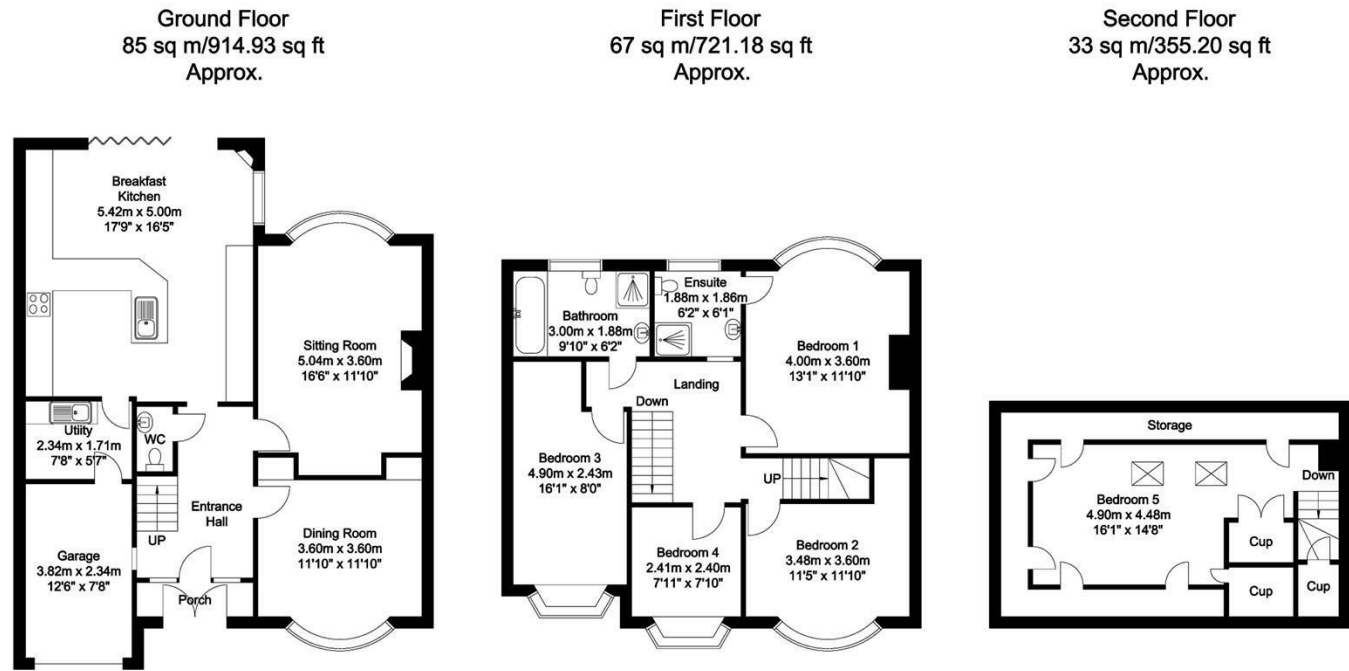 Ground Floor
85 sq m/914.93 sq ft
Approx.
First Floor
67 sq m/721.18 sq ft
Approx.
Second Floor
33 sq m/355.20 sq ft
Approx.
Breakfast
Kitchen
5.42m x 5.00m
17'9" x 16'5"
Sitting Room
5.04m x 3.60m
16'6" x 11'10"
Utiity
2.34m x 1.71m
7'8" x 5'7"
WC
UP
Entrance
Hall
Dining Room
3.60m x 3.60m
11'10" x 11'10"
Garage
3.82m x 2.34m
12'6" x 7'8"
Porch
Bathroom
3.00m x 1.88m
9'10" x 6'2"
Ensuite
1.88m x 1.86m
6'2" x 6'1"
Bedroom 1
4.00m x 3.60m
13'1" x 11'10"
Landing
Down
Bedroom 3
4.90m x 2.43m
16'1" x 8'0"
UP
Bedroom 4
2.41m x 2.40m
7'11" x 7'10"
Bedroom 2
3.48m x 3.60m
11'5" x 11'10"
Storage
Down
Bedroom 5
4.90m x 4.48m
16'1" x 14'8"
Cup
Cup
Cup